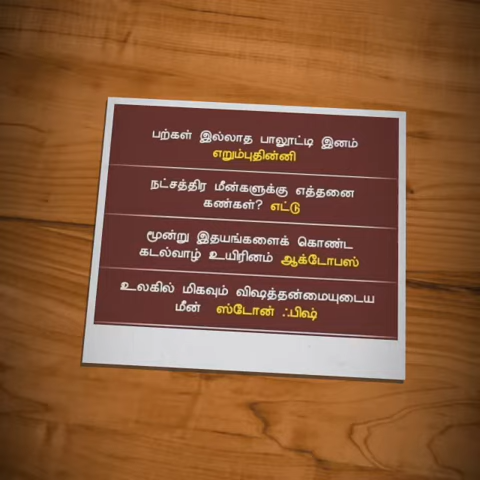 பற்கள் இல்லாத பாலூட்டி இனம்
எறும்புதின்னி
நட்சத்திர மீன்களுக்கு எத்தனை
கண்கள்? எட்டு
மூன்று இதயங்களைக் கொண்ட
கடல்வாழ் உயிரினம் ஆக்டோபஸ்
உலகில் மிகவும் விஷத்தன்மையுடைய
மீன் ஸ்டோன் ஃபிஷ்